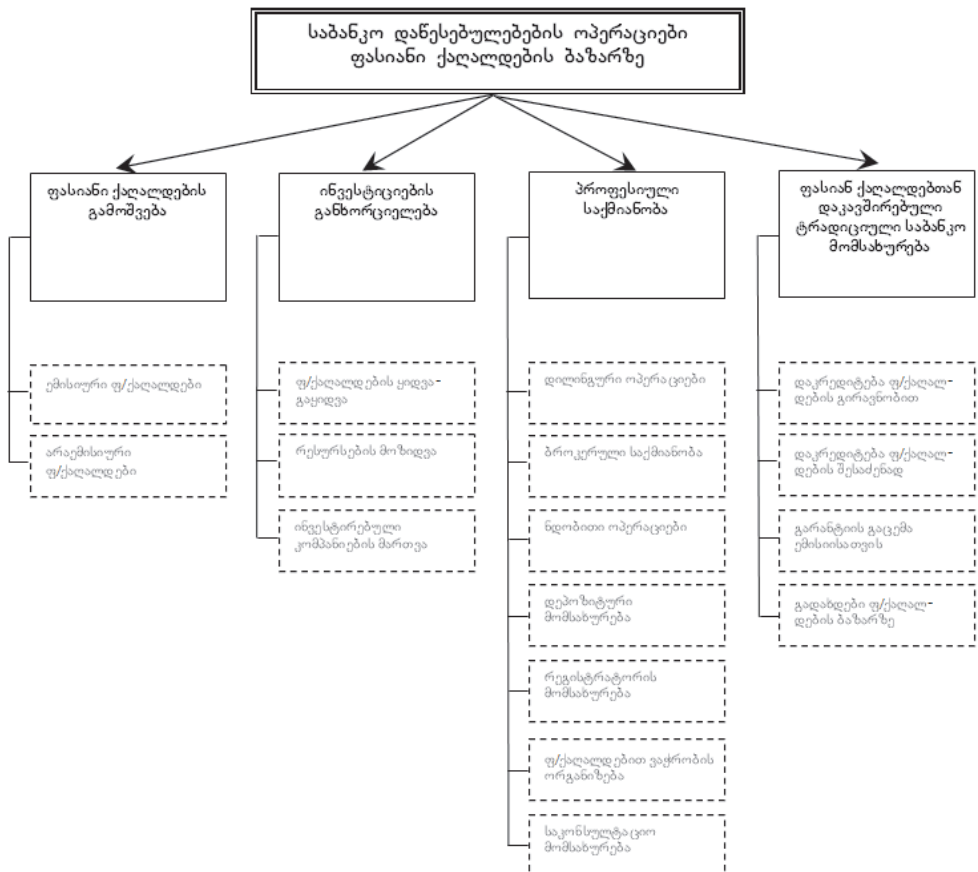 საბანკო დაწესებულებების ოპერაციები
ფასიანი ქაღალდების ბაზარზე
ფასიანი ქაღალდების
გამოშვება
ემისიური ფ/ქაღალდები
არაემისიური
ფ/ქაღალდები
ინვესტიციების
განხორციელება
ფ/ქაღალდების ყიდვა-
გაყიდვა
რესურსების მოზიდვა
ინვესტირებული
კომპანიების მართვა
პროფესიული
საქმიანობა
დილინგური ოპერაციები
ბროკერული საქმიანობა
ნდობითი ოპერაციები
დეპოზიტური
მომსახურება
რეგისტრატორის
მომსახურება
ფ/ქაღალდებით ვაჭრობის
ორგანიზება
საკონსულტაციო
მომსახურება
ფასიან ქაღალდებთან
დაკავშირებული
ტრადიციული საბანკო
მომსახურება
დაკრედიტება ფ/ქაღალ-
დების გირავნობით
დაკრედიტება ფ/ქაღალ-
დების შესაძენად
გარანტიის გაცემა
ემისიისათვის
გადახდები ფ/ქაღალ-
დების ბაზარზე